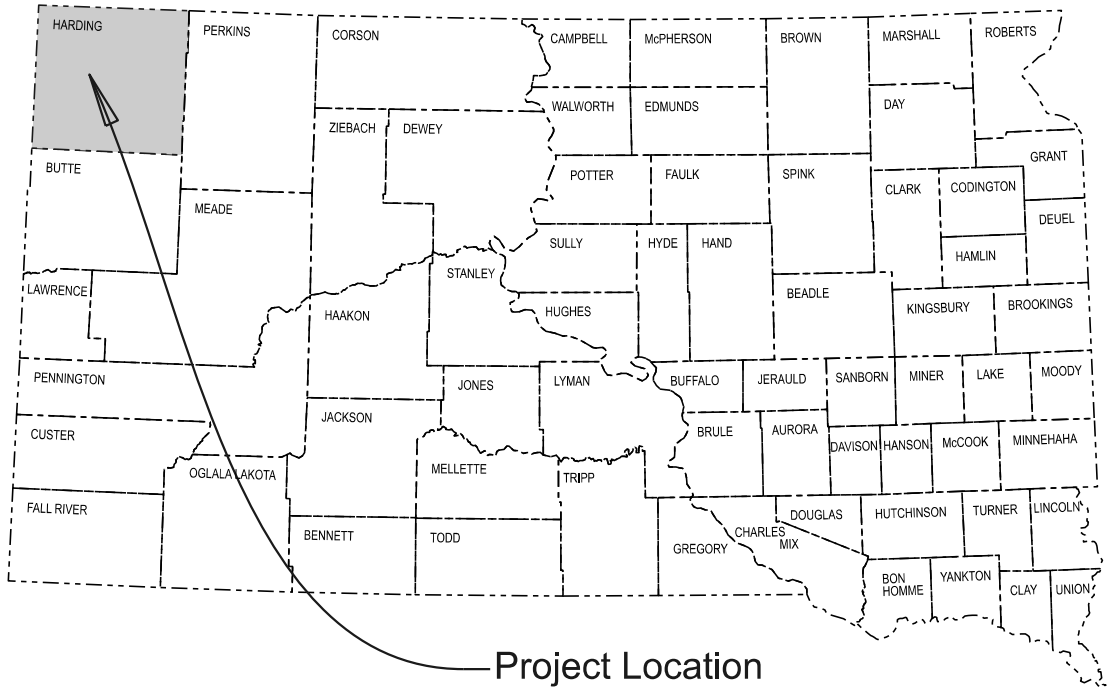 HARDING
PERKINS
CORSON
CAMPBELL
McPHERSON
BROWN
MARSHALL
ROBERTS
WALWORTH
EDMUNDS
DAY
ZIEBACH
DEWEY
BUTTE
POTTER
FAULK
SPINK
GRANT
CLARK
CODINGTON
MEADE
DEUEL
SULLY
HYDE
HAND
HAMLIN
STANLEY
LAWRENCE
BEADLE
HAAKON
HUGHES
KINGSBURY
BROOKINGS
PENNINGTON
JONES
LYMAN
BUFFALO
JERAULD
SANBORN
MINER
LAKE
MOODY
JACKSON
CUSTER
BRULE
AURORA
DAVISON
HANSON
McCOOK
MINNEHAHA
OGLALA LAKOTA
MELLETTE
TRIPP
FALL RIVER
DOUGLAS
HUTCHINSON
TURNER
LINCOLN
BENNETT
TODD
GREGORY
CHARLES
MIX
BON
HOMME
YANKTON
CLAY
UNION
Project Location